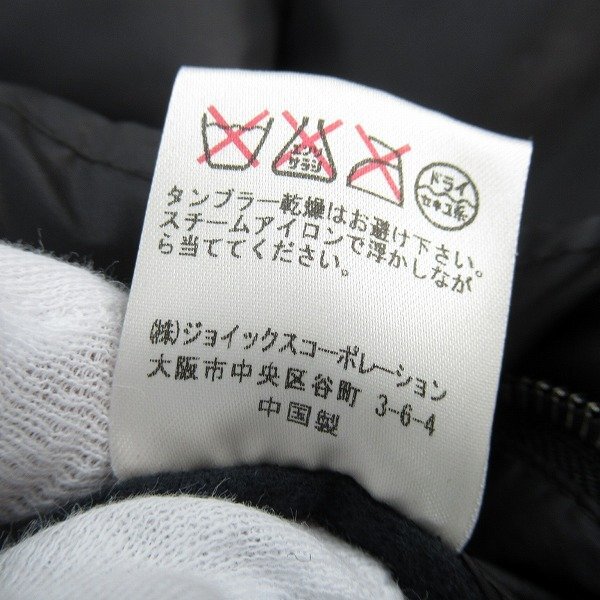 エンソ
サラシ
ドライ
セキユ系
タンブラー乾燥はお避け下さい。
スチームアイロンで浮かしなが
ら当ててください。
(株)ジョイックスコーポレーション
大阪市中央区谷町 3-6-4
中国製